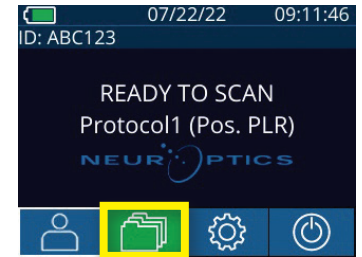 07/22/22 09:11:46
ID: ABC123
READY TO SCAN
Protocol1 (Pos. PLR)
NEUROPTICS